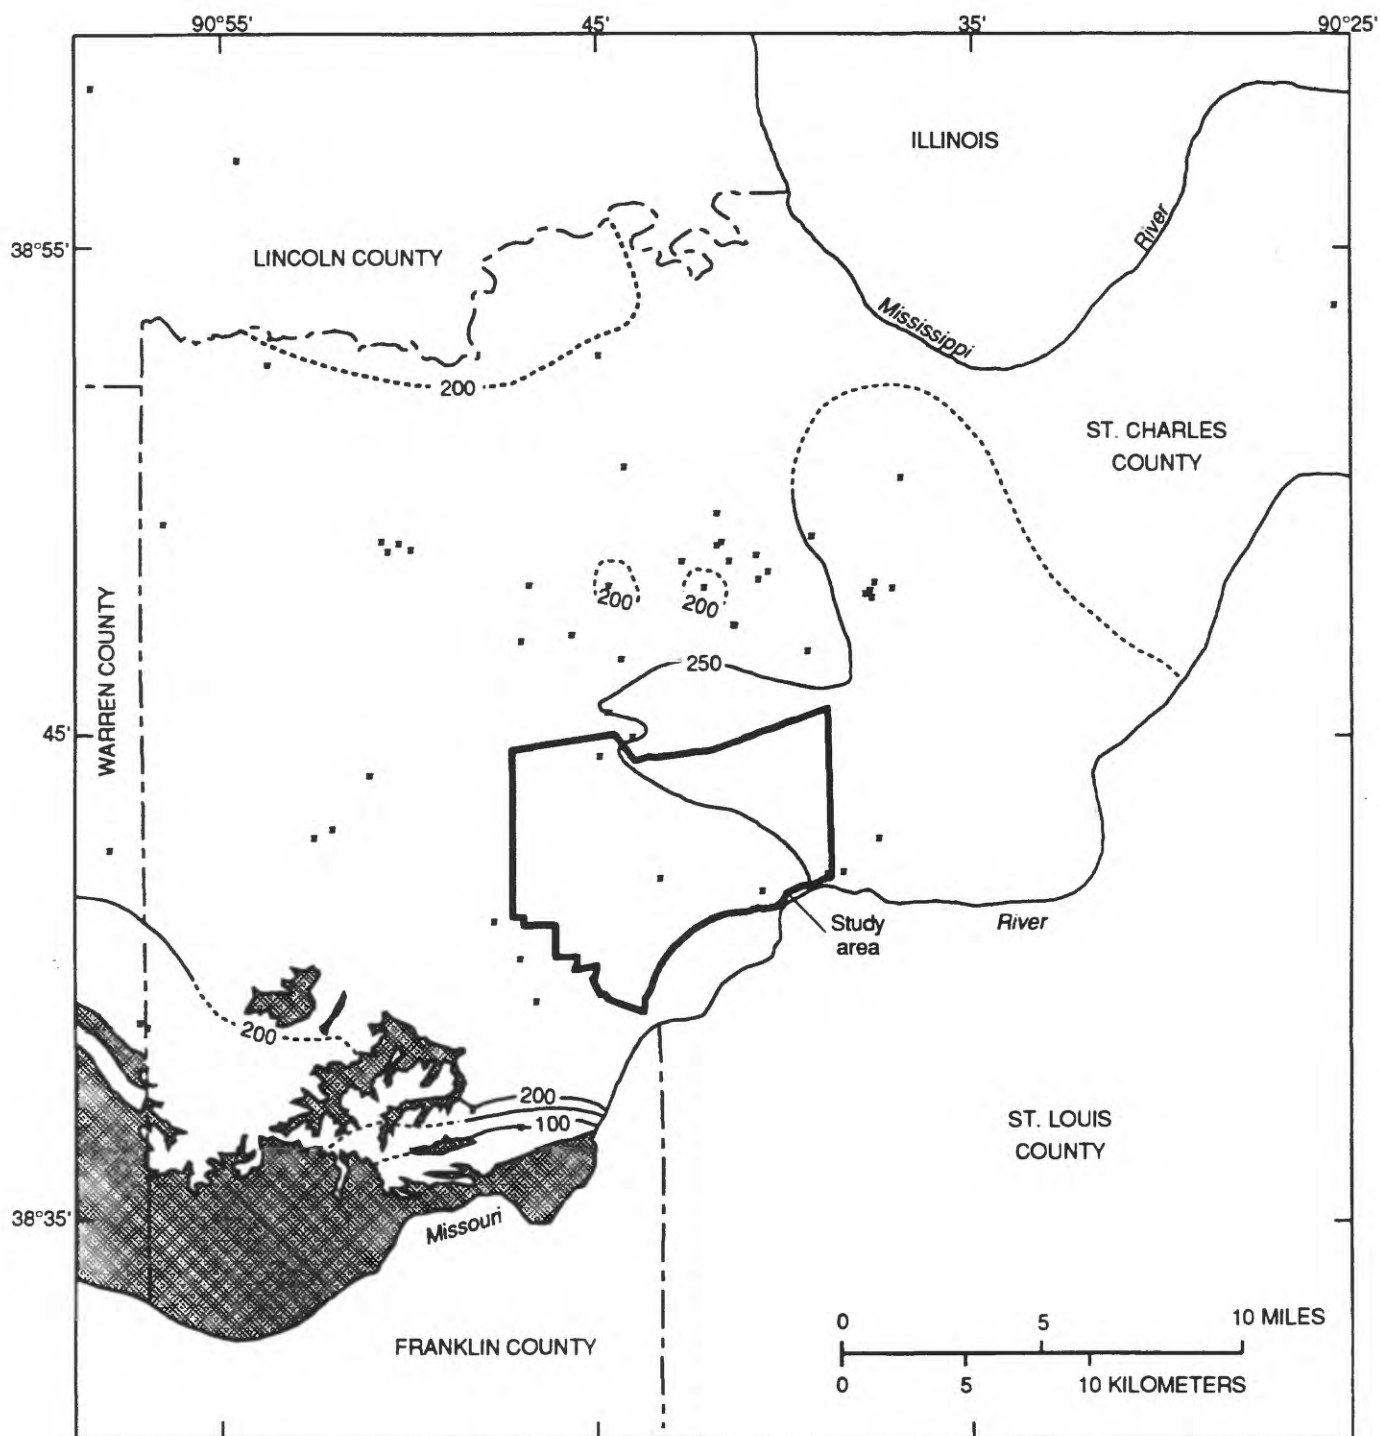 90°55' 45' 35' 90°25'
ILLINOIS
River
38°55'
LINCOLN COUNTY
Mississippi
200
ST. CHARLES
COUNTY
200 200
WARREN COUNTY
250
45'
Study
area
River
200
200
100
ST. LOUIS
COUNTY
38°35'
Missouri
0 5 10 MILES
FRANKLIN COUNTY
0 5 10 KILOMETERS